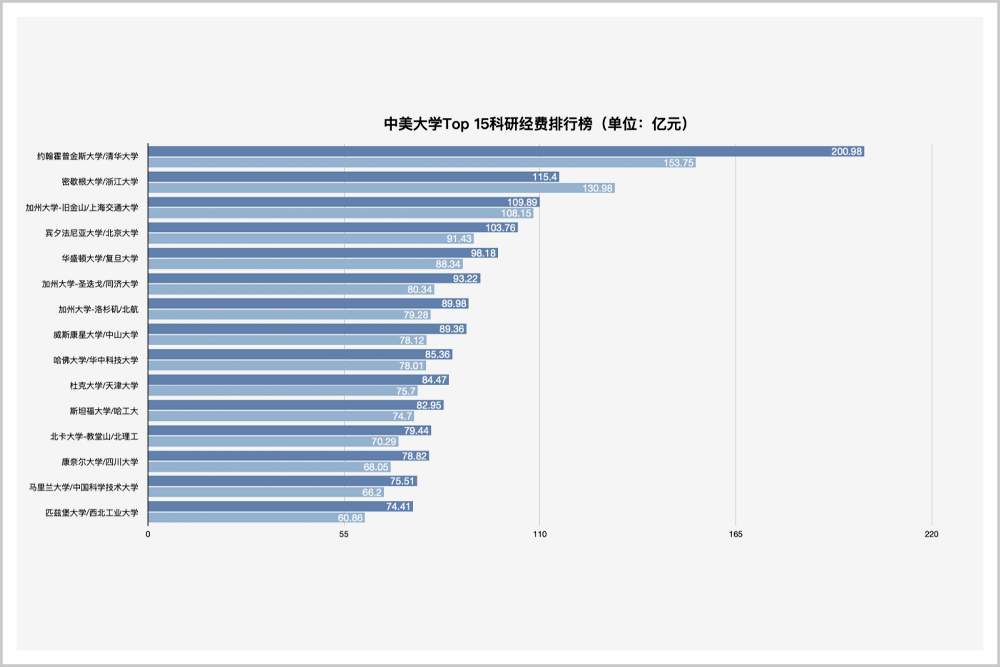 中美大学Top 15科研经费排行榜（单位：亿元）
约翰霍普金斯大学/清华大学
200.98
153.75
密歇根大学/浙江大学
115.4
130.98
加州大学-旧金山/上海交通大学
109.89
108.15
宾夕法尼亚大学/北京大学
103.76
91.43
华盛顿大学/复旦大学
98.18
88.34
加州大学-圣迭戈/同济大学
93.22
80.34
加州大学-洛杉矶/北航
89.98
79.28
威斯康星大学/中山大学
89.36
78.12
哈佛大学/华中科技大学
85.36
78.01
杜克大学/天津大学
84.47
75.7
斯坦福大学/哈工大
82.95
74.7
北卡大学-教堂山/北理工
79.44
70.29
康奈尔大学/四川大学
78.82
68.05
马里兰大学/中国科学技术大学
75.51
66.2
匹兹堡大学/西北工业大学
74.41
60.86
0 55 110 165 220